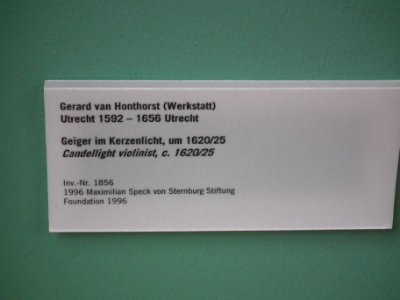 Gerard van Honthorst (Werkstatt)
Utrecht 1592 – 1656 Utrecht
Geiger im Kerzenlicht, um 1620/25
Candellight violinist, c. 1620/25
Inv.-Nr. 1856
1996 Maximilian Speck von Sternburg Stiftung
Foundation 1996